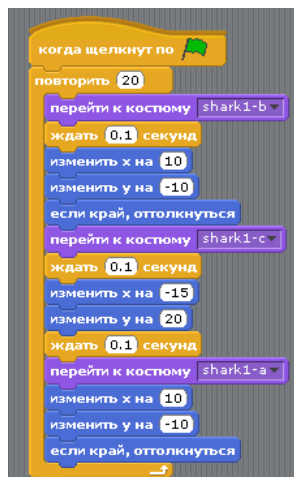 когда щелкнут по
повторить 20
перейти к костюму shark1-b
ждать 0.1 секунд
изменить x на 10
изменить y на -10
если край, оттолкнуться
перейти к костюму shark1-c
ждать 0.1 секунд
изменить x на -15
изменить y на 20
ждать 0.1 секунд
перейти к костюму shark1-a
изменить x на 10
изменить y на -10
если край, оттолкнуться